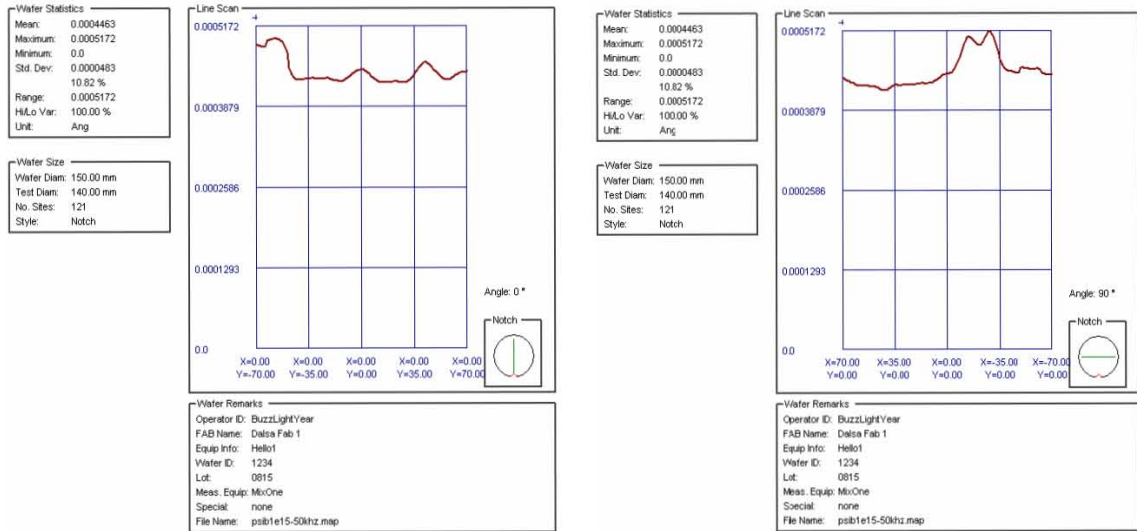 Wafer Statistics
Mean: 0.0004463
Maximum: 0.0005172
Minimum: 0.0
Std. Dev: 0.0000483
10.82 %
Range: 0.0005172
Hi/Lo Var: 100.00 %
Unit: Ang
Wafer Size
Wafer Diam: 150.00 mm
Test Diam: 140.00 mm
No. Sites: 121
Style: Notch
Line Scan
0.0005172
0.0003879
0.0002586
0.0001293
0.0
X=0.00 X=0.00 X=0.00 X=0.00 X=0.00
Y=-70.00 Y=-35.00 Y=0.00 Y=35.00 Y=70.00
Angle: 0 °
Notch
Wafer Remarks
Operator ID: BuzzLightYear
FAB Name: Dalsa Fab 1
Equip Info: Hello1
Wafer ID: 1234
Lot: 0815
Meas. Equip: MixOne
Special: none
File Name: psib1e15-50khz.map
Wafer Statistics
Mean: 0.0004463
Maximum: 0.0005172
Minimum: 0.0
Std. Dev: 0.0000483
10.82 %
Range: 0.0005172
Hi/Lo Var: 100.00 %
Unit: Ang
Wafer Size
Wafer Diam: 150.00 mm
Test Diam: 140.00 mm
No. Sites: 121
Style: Notch
Line Scan
0.0005172
0.0003879
0.0002586
0.0001293
0.0
X=70.00 X=35.00 X=0.00 X=-35.00 X=-70.00
Y=0.00 Y=0.00 Y=0.00 Y=0.00 Y=0.00
Angle: 90 °
Notch
Wafer Remarks
Operator ID: BuzzLightYear
FAB Name: Dalsa Fab 1
Equip Info: Hello1
Wafer ID: 1234
Lot: 0815
Meas. Equip: MixOne
Special: none
File Name: psib1e15-50khz.map